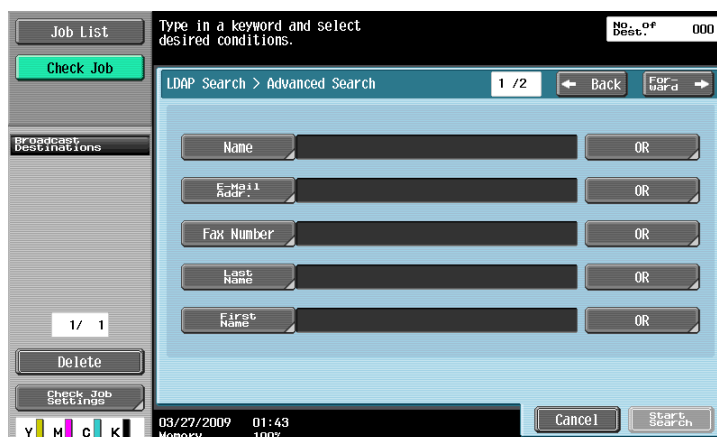 Job List
Check Job
Broadcast
Destinations
1/ 1
Delete
Check Job
Settings
Y M C K
Type in a keyword and select
desired conditions.
No. of
Dest.
000
LDAP Search > Advanced Search
1 /2
← Back
For-
ward →
Name
OR
E-Mail
Addr.
OR
Fax Number
OR
Last
Name
OR
First
Name
OR
03/27/2009 01:43
Memory 100%
Cancel
Start
Search